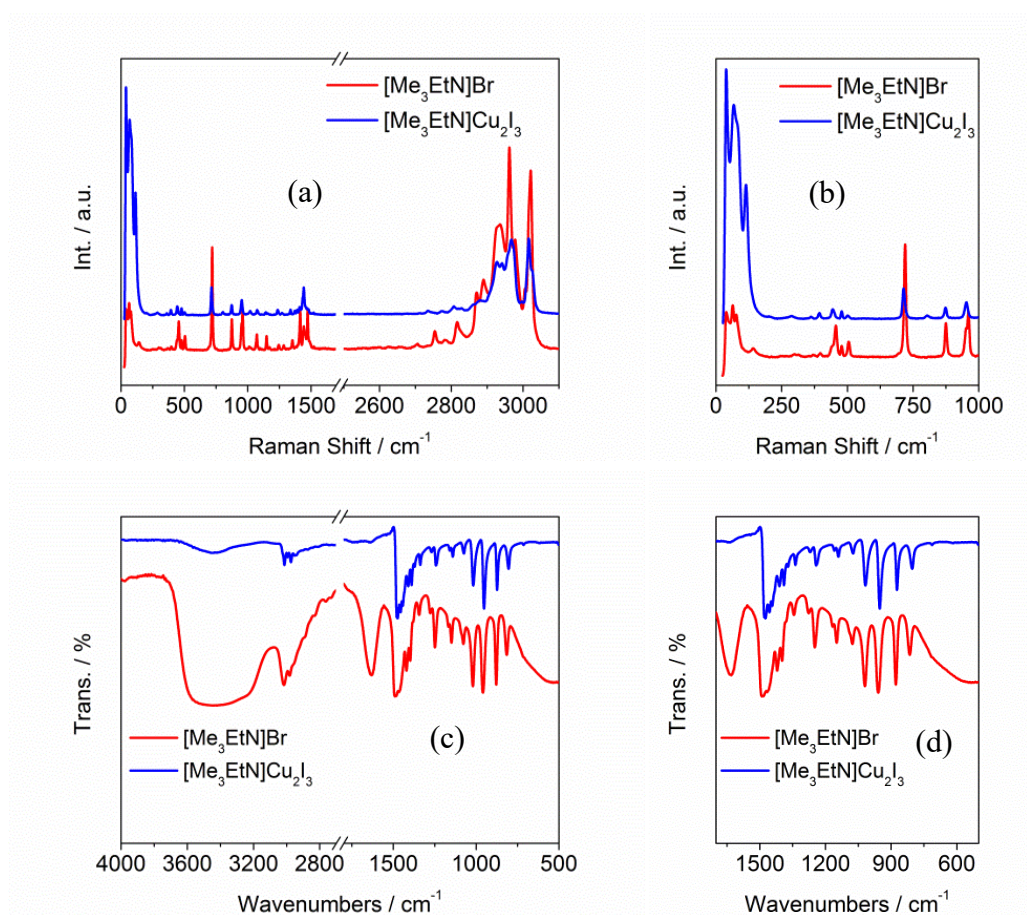 [Me₃EtN]Br
[Me₃EtN]Cu₂I₃
(a)
Int. / a.u.
0 500 1000 1500 2600 2800 3000
Raman Shift / cm⁻¹
[Me₃EtN]Br
[Me₃EtN]Cu₂I₃
(b)
Int. / a.u.
0 250 500 750 1000
Raman Shift / cm⁻¹
Trans. / %
[Me₃EtN]Br
[Me₃EtN]Cu₂I₃
(c)
4000 3600 3200 2800 1500 1000 500
Wavenumbers / cm⁻¹
Trans. / %
[Me₃EtN]Br
[Me₃EtN]Cu₂I₃
(d)
1500 1200 900 600
Wavenumbers / cm⁻¹